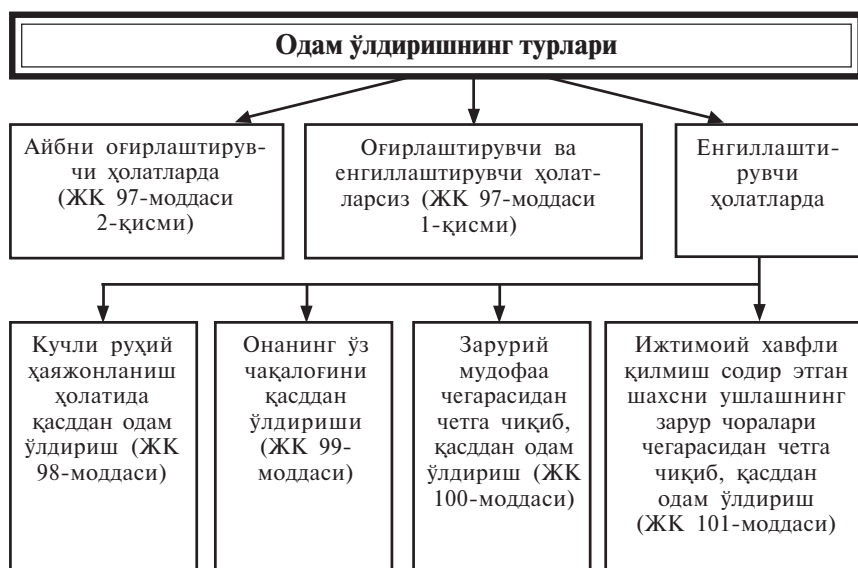 Одам ўлдиришнинг турлари
Айбни оғирлаштирув-
чи ҳолатларда
(ЖК 97-моддаси
2-қисми)
Оғирлаштирувчи ва
енгиллаштирувчи ҳолат-
ларсиз (ЖК 97-моддаси
1-қисми)
Енгиллашти-
рувчи
ҳолатларда
Кучли руҳий
ҳаяжонланиш
ҳолатида
қасддан одам
ўлдириш (ЖК
98-моддаси)
Онанинг ўз
чақалоғини
қасддан
ўлдириши
(ЖК 99-
моддаси)
Зарурий
мудофаа
чегарасидан
четга чиқиб,
қасддан одам
ўлдириш (ЖК
100-моддаси)
Ижтимоий хавфли
қилмиш содир этган
шахсни ушлашнинг
зарур чоралари
чегарасидан четга
чиқиб, қасддан
одам ўлдириш
(ЖК 101-моддаси)